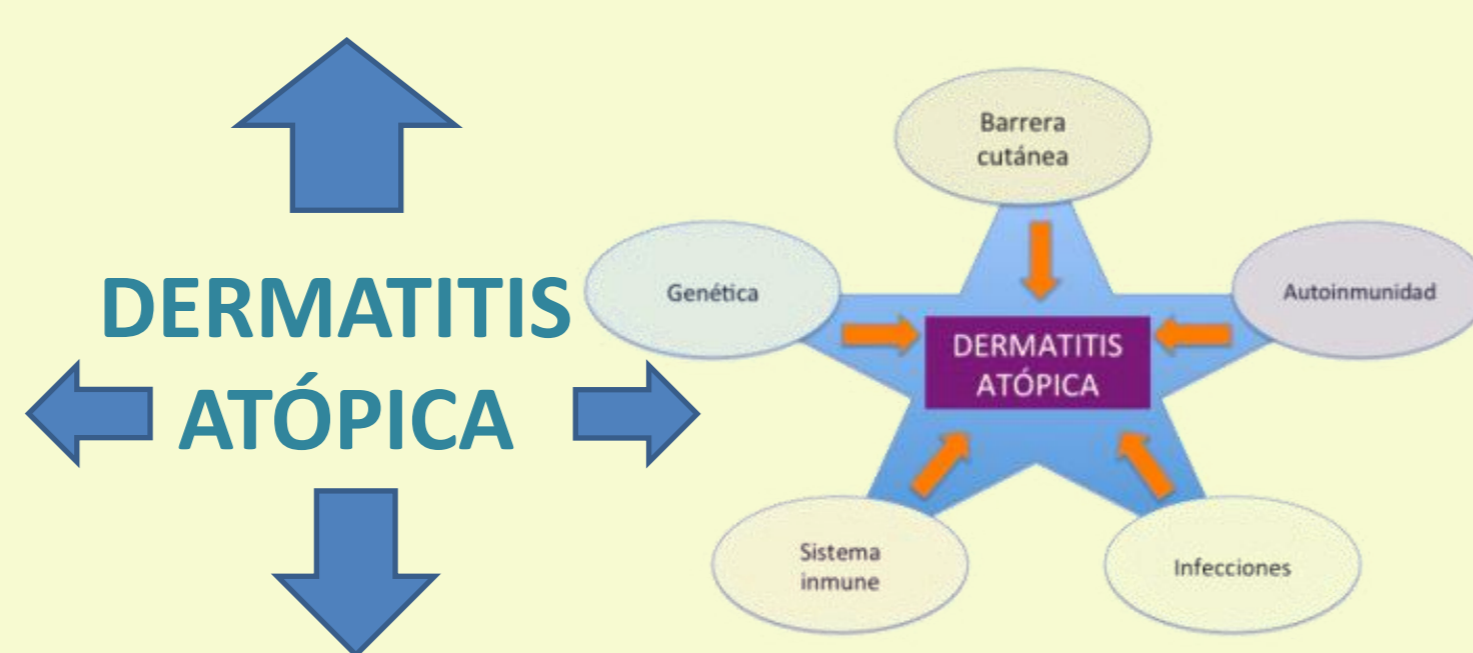 DERMATITIS
ATÓPICA
Barrera
cutánea
Genética
Autoinmunidad
DERMATITIS
ATÓPICA
Sistema
inmune
Infecciones